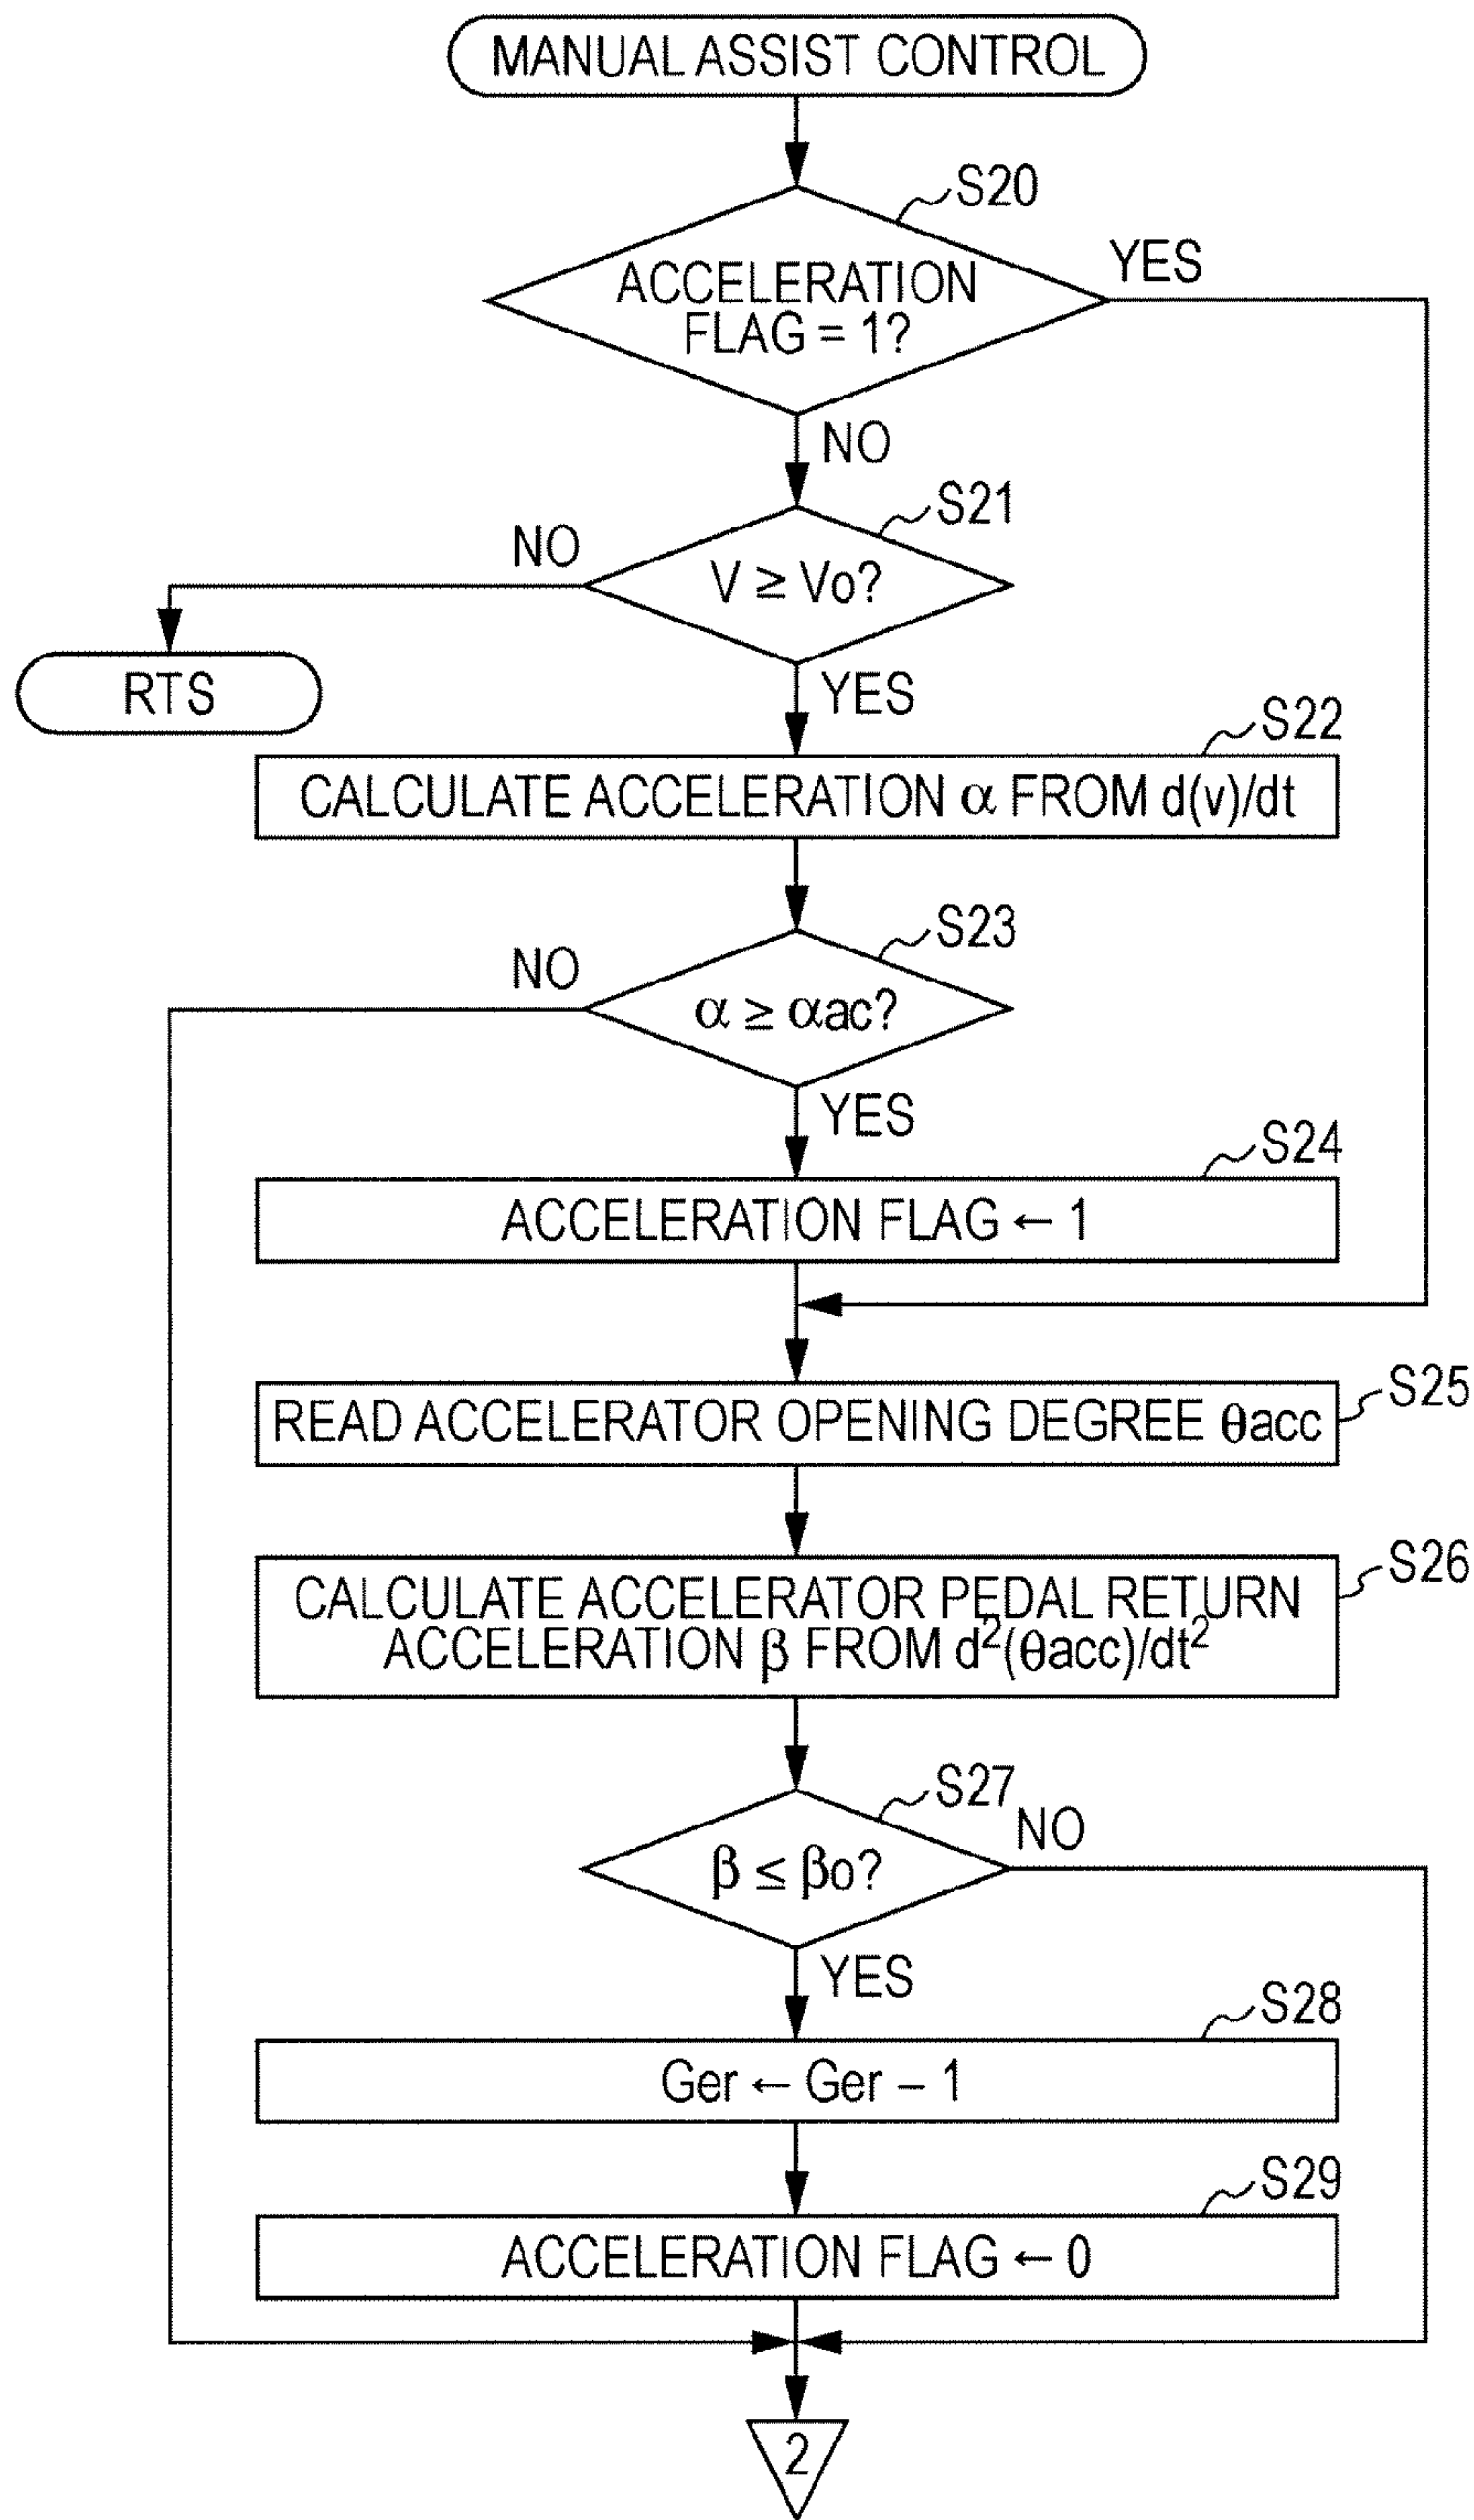 MANUAL ASSIST CONTROL
S20
ACCELERATION
FLAG = 1?
YES
NO
S21
NO
V ≥ Vo?
RTS
YES
S22
CALCULATE ACCELERATION α FROM d(v)/dt
S23
NO
α ≥ αac?
YES
S24
ACCELERATION FLAG ← 1
S25
READ ACCELERATOR OPENING DEGREE θacc
S26
CALCULATE ACCELERATOR PEDAL RETURN
ACCELERATION β FROM d²(θacc)/dt²
S27
NO
β ≤ βo?
YES
S28
Ger ← Ger – 1
S29
ACCELERATION FLAG ← 0
2